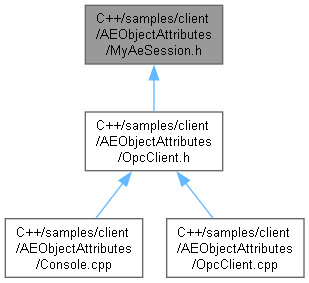 C++/samples/client
/AEObjectAttributes
/MyAeSession.h
C++/samples/client
/AEObjectAttributes
/OpcClient.h
C++/samples/client
/AEObjectAttributes
/Console.cpp
C++/samples/client
/AEObjectAttributes
/OpcClient.cpp